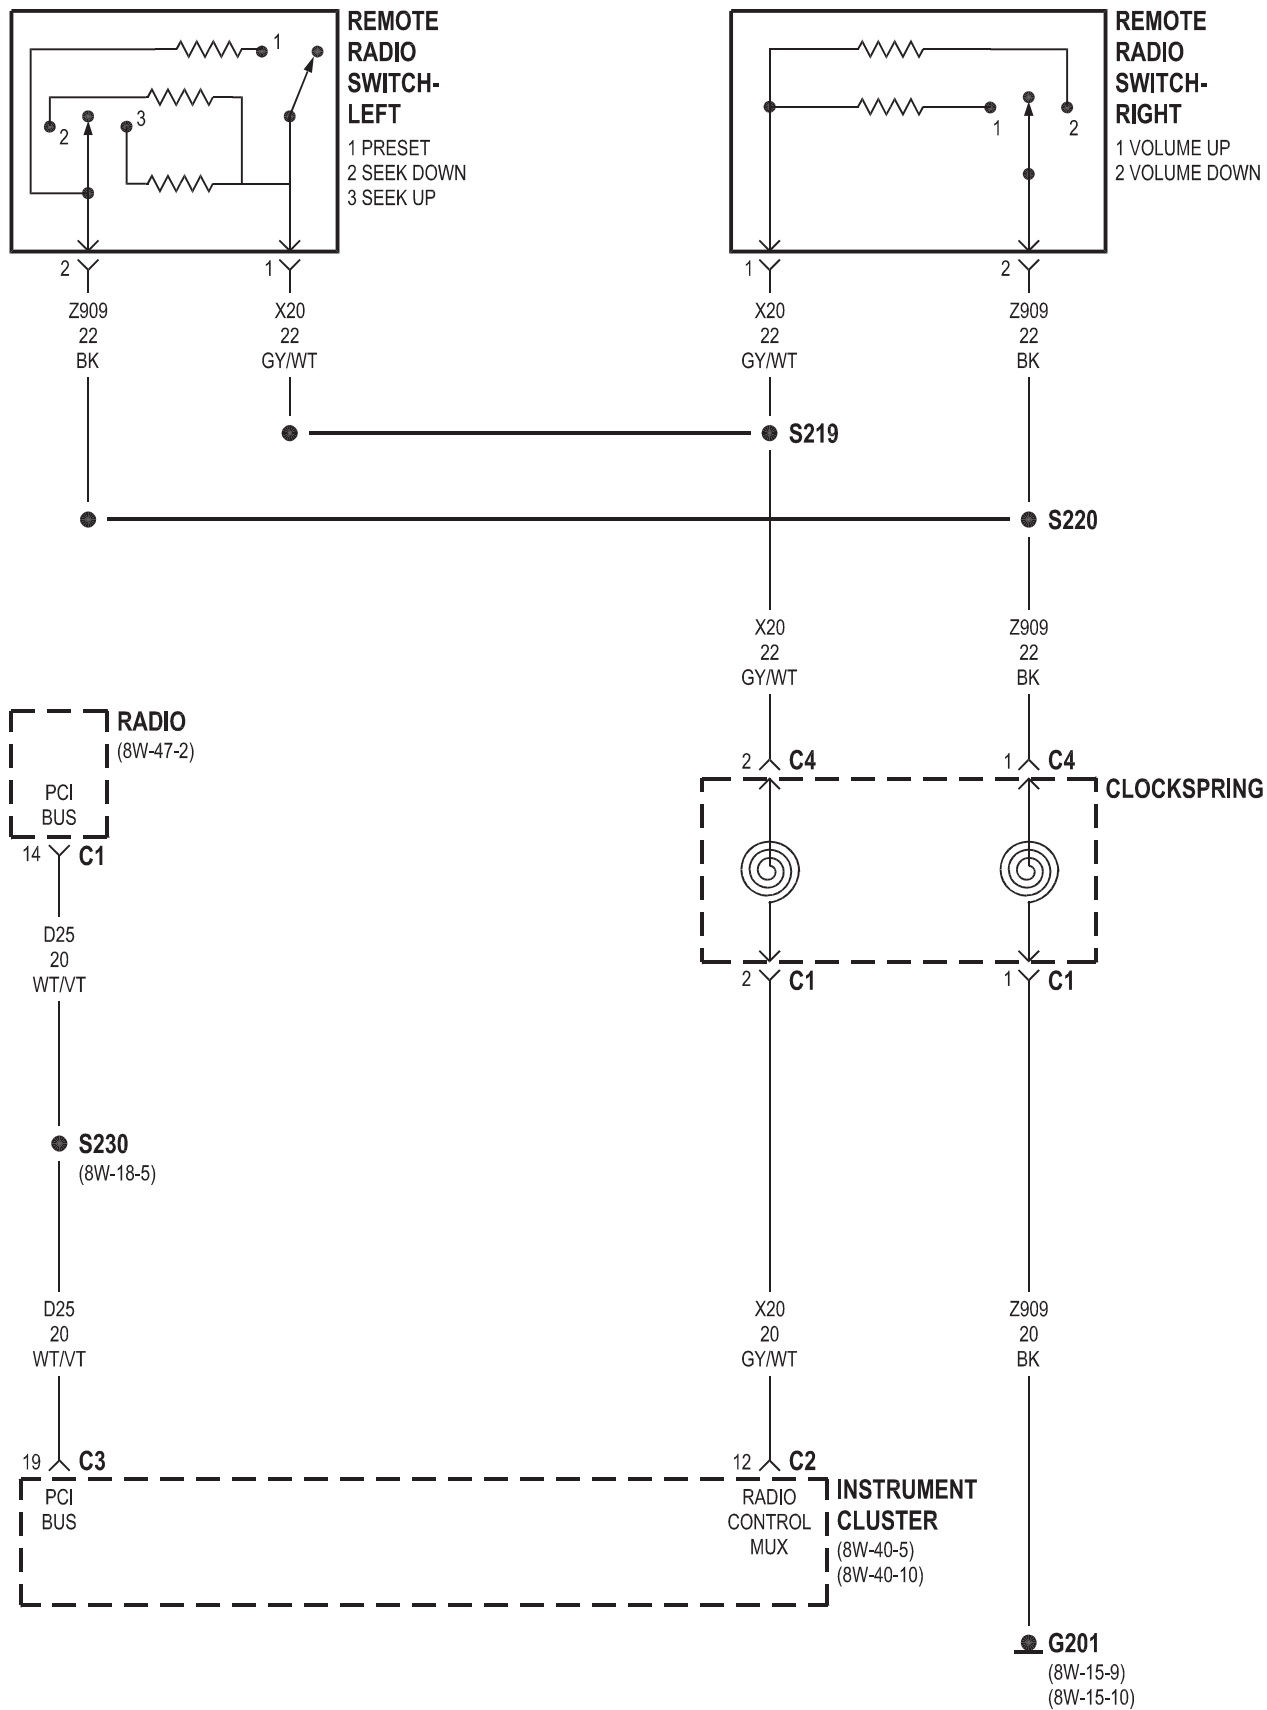 REMOTE
RADIO
SWITCH-
LEFT
1 PRESET
2 SEEK DOWN
3 SEEK UP
1
2
3
REMOTE
RADIO
SWITCH-
RIGHT
1 VOLUME UP
2 VOLUME DOWN
1
2
2
1
1
2
Z909
22
BK
X20
22
GY/WT
X20
22
GY/WT
Z909
22
BK
S219
S220
X20
22
GY/WT
Z909
22
BK
RADIO
(8W-47-2)
PCI
BUS
14 C1
2 C4
1 C4
CLOCKSPRING
D25
20
WT/VT
2 C1
1 C1
S230
(8W-18-5)
D25
20
WT/VT
X20
20
GY/WT
Z909
20
BK
19 C3
12 C2
PCI
BUS
RADIO
CONTROL
MUX
INSTRUMENT
CLUSTER
(8W-40-5)
(8W-40-10)
G201
(8W-15-9)
(8W-15-10)